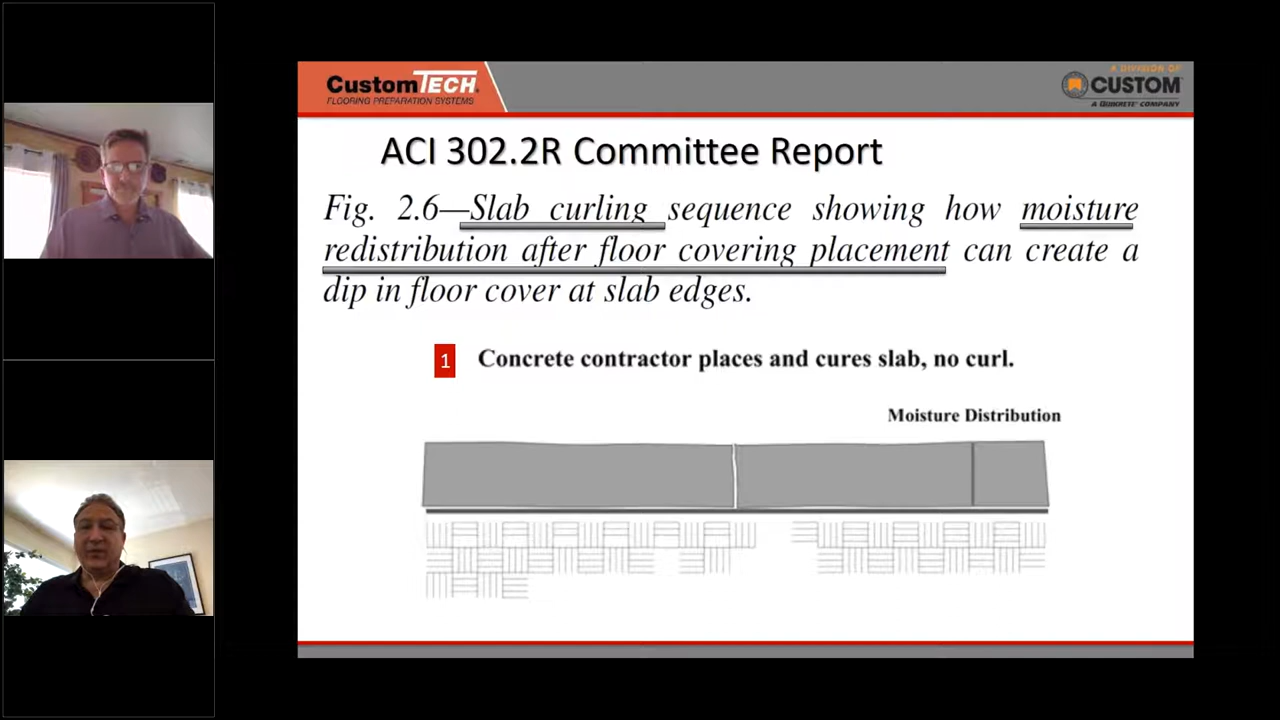 CustomTECH
FLOORING PREPARATION SYSTEMS
A DIVISION OF
CUSTOM
A QUIKRETE COMPANY
ACI 302.2R Committee Report
Fig. 2.6—Slab curling sequence showing how moisture
redistribution after floor covering placement can create a
dip in floor cover at slab edges.
1 Concrete contractor places and cures slab, no curl.
Moisture Distribution